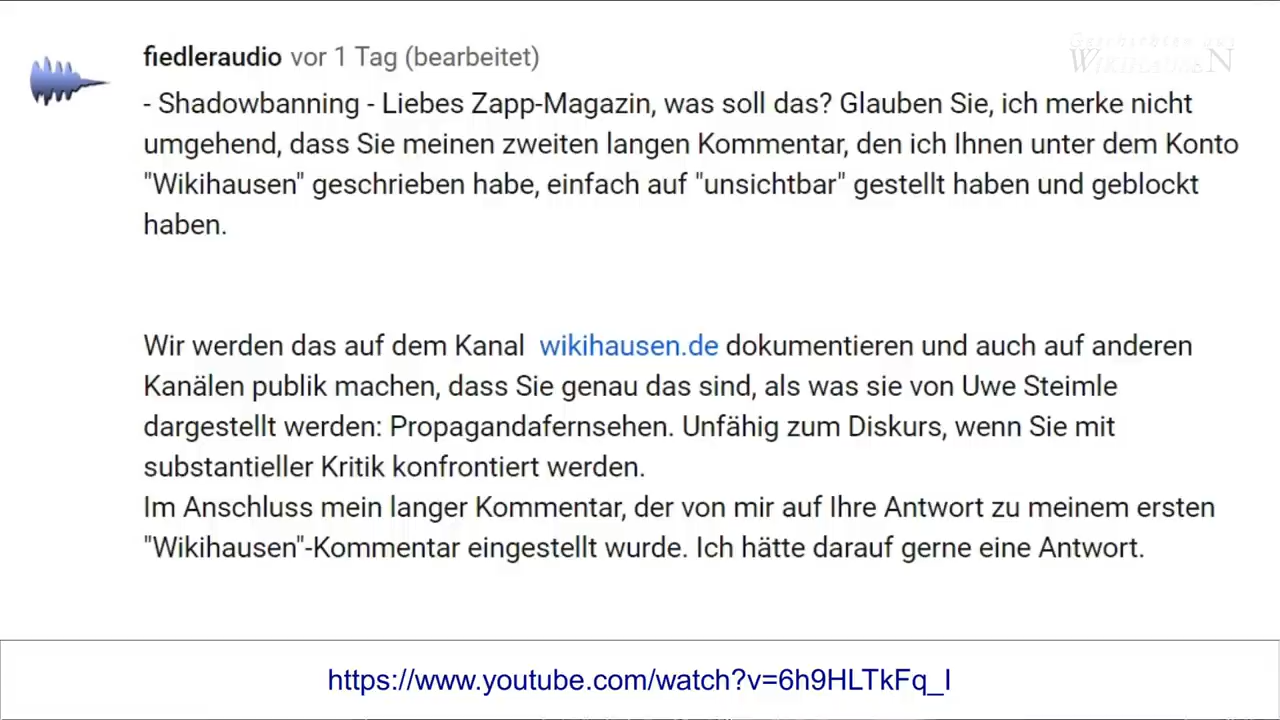 fiedleraudio vor 1 Tag (bearbeitet)
Geschichten aus
WIKIHAUSEN
- Shadowbanning - Liebes Zapp-Magazin, was soll das? Glauben Sie, ich merke nicht
umgehend, dass Sie meinen zweiten langen Kommentar, den ich Ihnen unter dem Konto
"Wikihausen" geschrieben habe, einfach auf "unsichtbar" gestellt haben und geblockt
haben.
Wir werden das auf dem Kanal wikihausen.de dokumentieren und auch auf anderen
Kanälen publik machen, dass Sie genau das sind, als was sie von Uwe Steimle
dargestellt werden: Propagandafernsehen. Unfähig zum Diskurs, wenn Sie mit
substantieller Kritik konfrontiert werden.
Im Anschluss mein langer Kommentar, der von mir auf Ihre Antwort zu meinem ersten
"Wikihausen"-Kommentar eingestellt wurde. Ich hätte darauf gerne eine Antwort.
https://www.youtube.com/watch?v=6h9HLTkFq_I